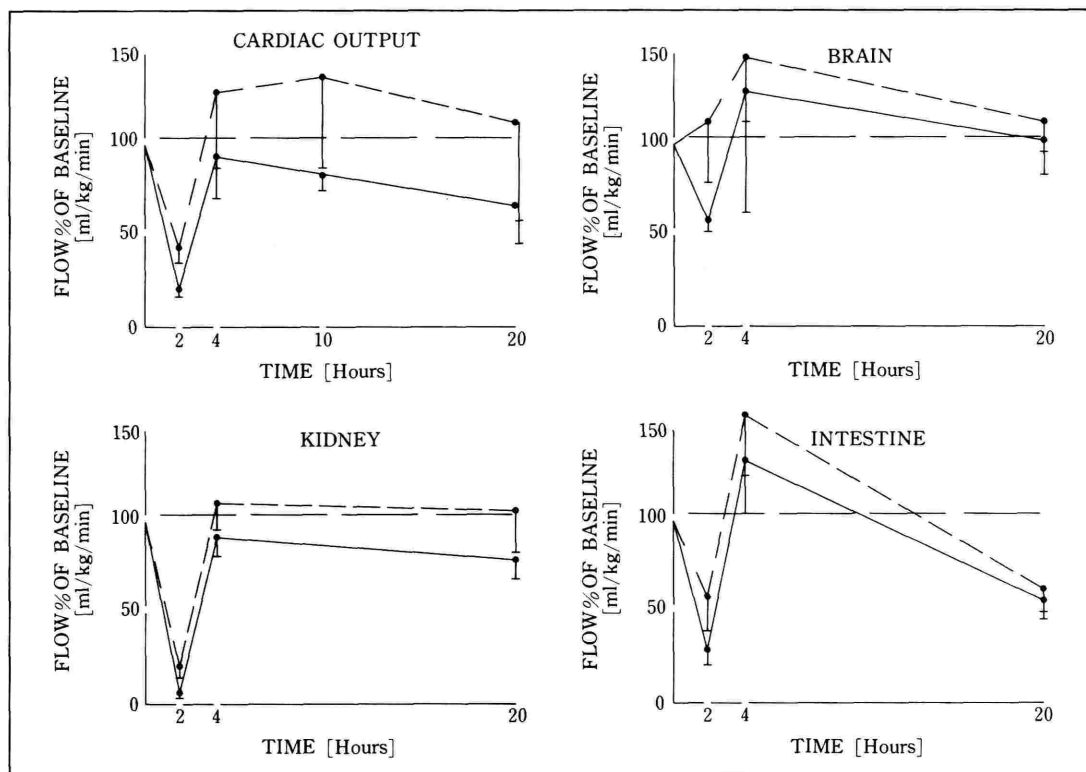 CARDIAC OUTPUT
FLOW % OF BASELINE
[ml/kg/min]
150
100
50
0
2 4 10 20
TIME [Hours]
BRAIN
FLOW % OF BASELINE
[ml/kg/min]
150
100
50
0
2 4 20
TIME [Hours]
KIDNEY
FLOW % OF BASELINE
[ml/kg/min]
150
100
50
0
2 4 20
TIME [Hours]
INTESTINE
FLOW % OF BASELINE
[ml/kg/min]
150
100
50
0
2 4 20
TIME [Hours]